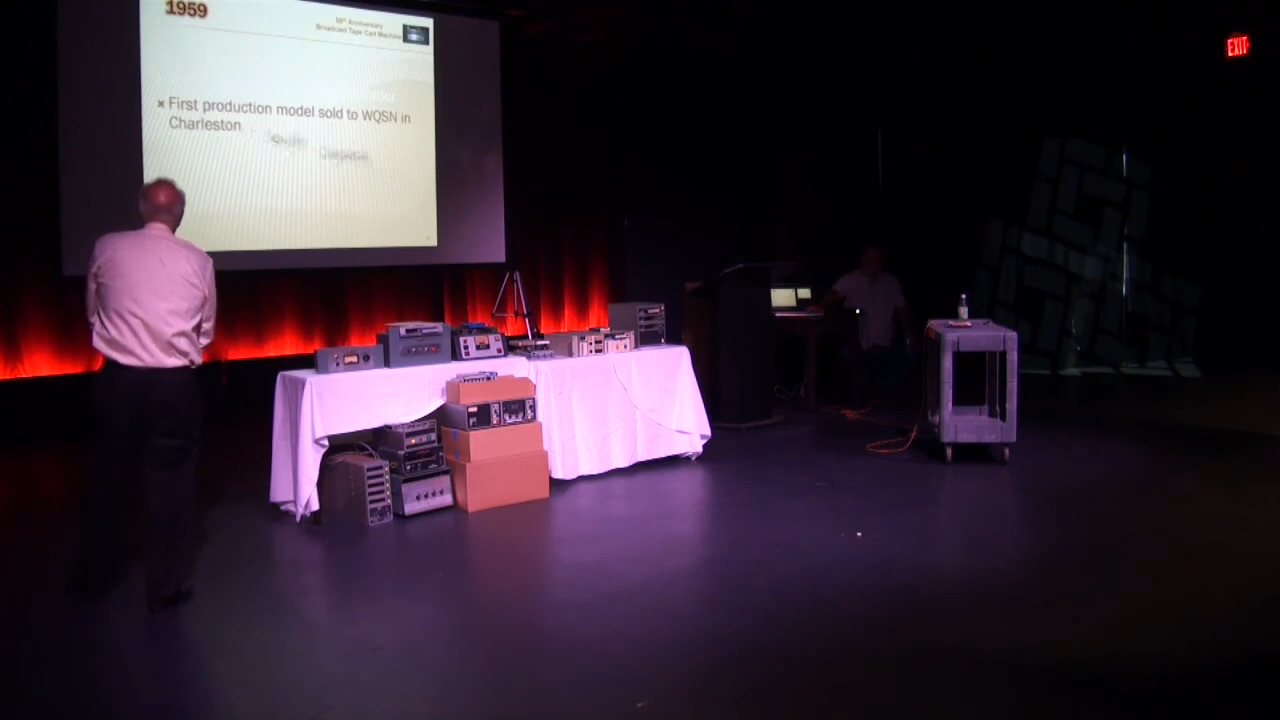 1959
50th Anniversary
Broadcast Tape Cart Machine
First production model sold to WQSN in
Charleston
EXIT